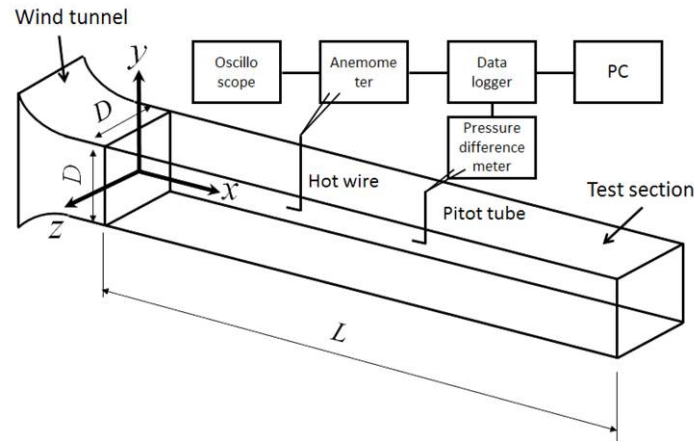 Wind tunnel
y
Oscillo
scope
Anemome
ter
Data
logger
PC
D
Pressure
difference
meter
D
Hot wire
Test section
x
Pitot tube
z
L